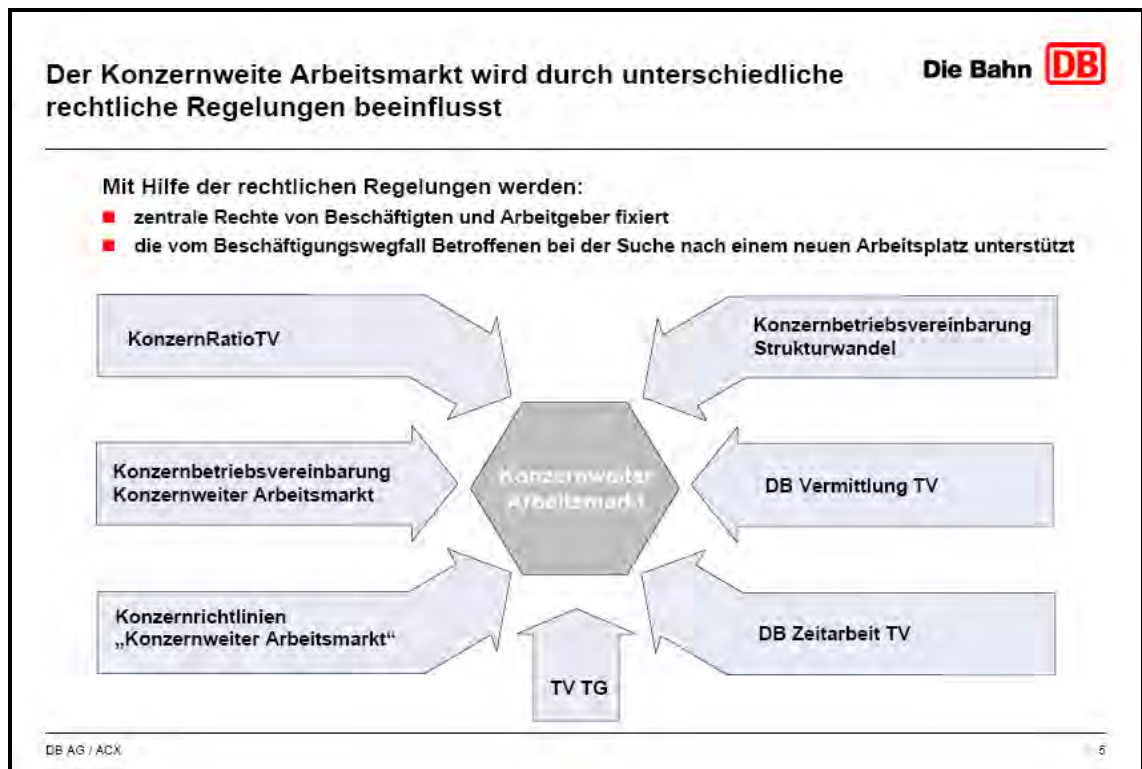 Der Konzernweite Arbeitsmarkt wird durch unterschiedliche
rechtliche Regelungen beeinflusst
Die Bahn DB
Mit Hilfe der rechtlichen Regelungen werden:
zentrale Rechte von Beschäftigten und Arbeitgeber fixiert
die vom Beschäftigungswegfall Betroffenen bei der Suche nach einem neuen Arbeitsplatz unterstützt
KonzernRatioTV
Konzernbetriebsvereinbarung
Strukturwandel
Konzernbetriebsvereinbarung
Konzernweiter Arbeitsmarkt
Konzernweiter
Arbeitsmarkt
DB Vermittlung TV
Konzernrichtlinien
„Konzernweiter Arbeitsmarkt“
DB Zeitarbeit TV
TV TG
DB AG / ACX
5